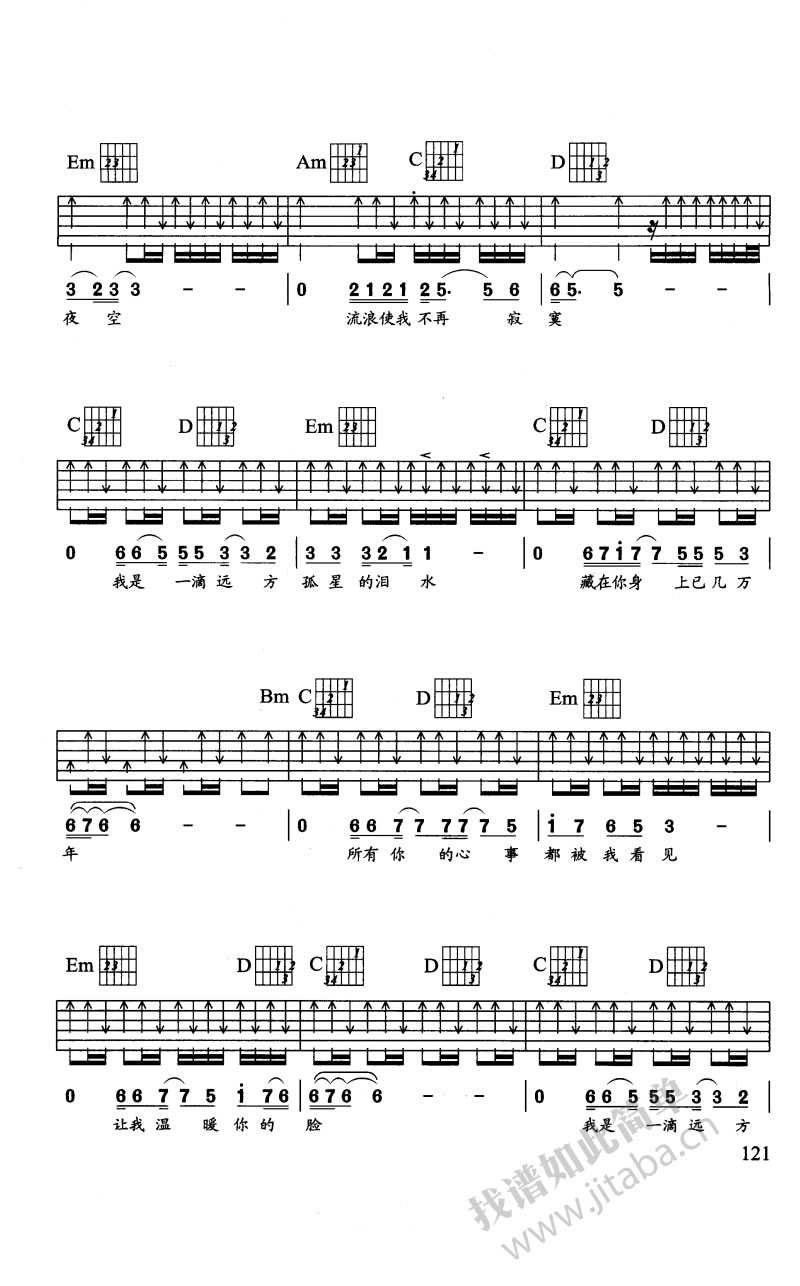 Em Am C D
3 2 3 3 - - | 0 2 1 2 1 2 5· 5 6 | 6 5· 5 - - |
夜 空 流浪使我 不再 寂 寞
C D Em C D
0 6 6 5 5 5 3 3 2 | 3 3 3 2 1 1 - | 0 6 7 i 7 7 5 5 5 3 |
我是 一滴远 方 孤 星 的泪 水 藏在你身 上已几万
Bm C D Em
6 7 6 6 - - | 0 6 6 7 7 7 7 7 5 | i 7 6 5 3 - |
年 所有 你 的心 事 都 被 我 看 见
Em D C D C D
0 6 6 7 7 5 i 7 6 | 6 7 6 6 - - | 0 6 6 5 5 5 3 3 2 |
让我 温 暖 你 的 脸 我是 一滴远 方
121
找谱如此简单
www.jitaba.cn